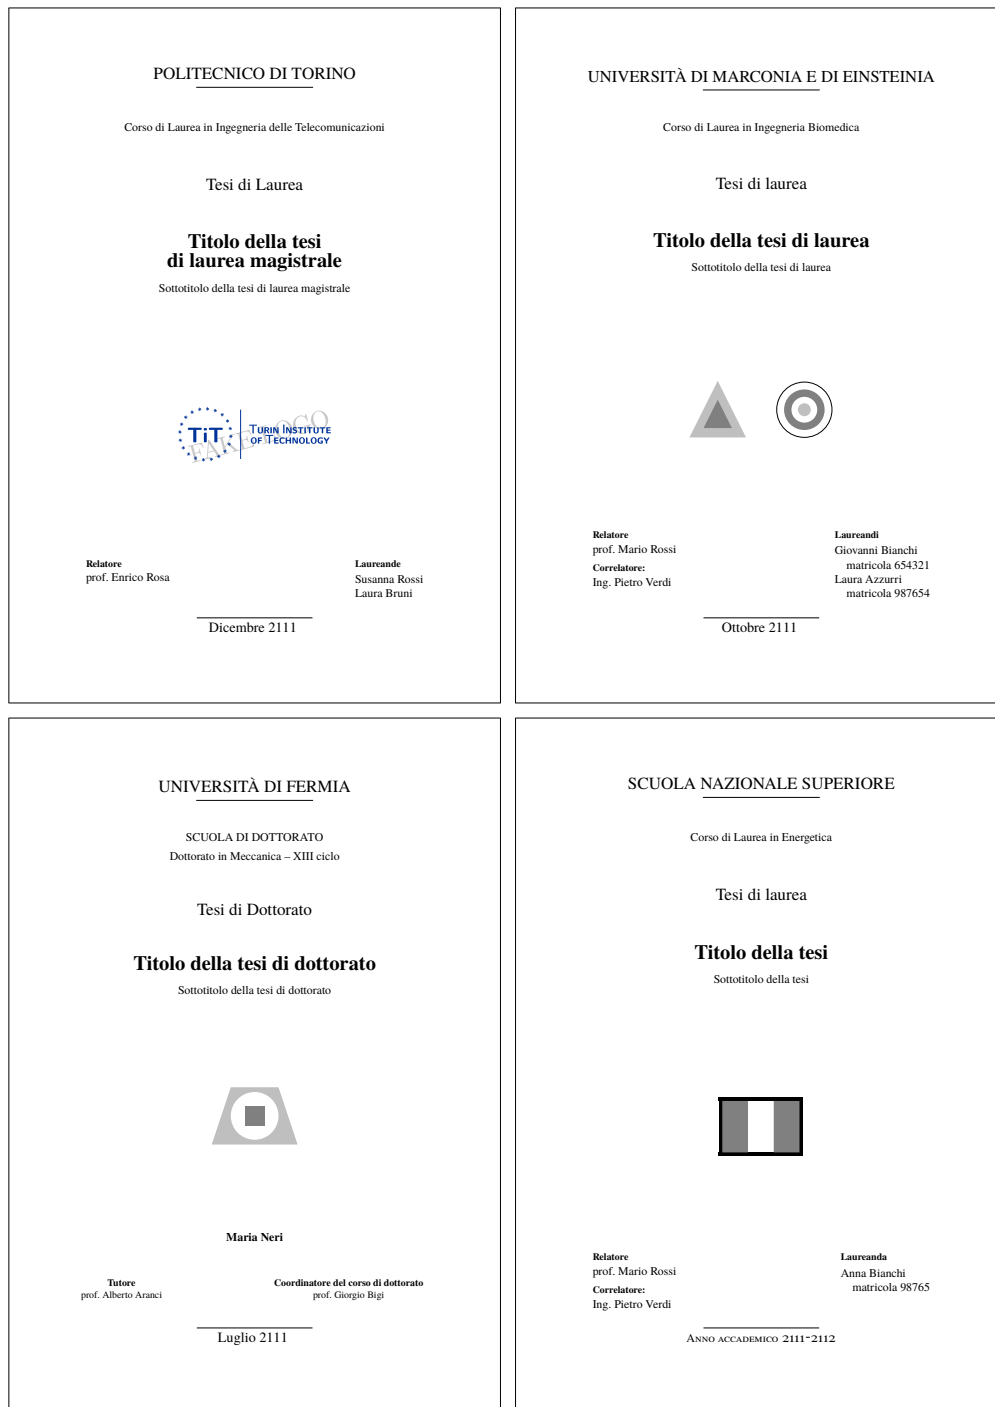 POLITECNICO DI TORINO
Corso di Laurea in Ingegneria delle Telecomunicazioni
Tesi di Laurea
Titolo della tesi
di laurea magistrale
Sottotitolo della tesi di laurea magistrale
FAKE LOGO
TiT
TURIN INSTITUTE
OF TECHNOLOGY
Relatore
prof. Enrico Rosa
Laureande
Susanna Rossi
Laura Bruni
Dicembre 2111
UNIVERSITÀ DI MARCONIA E DI EINSTEINIA
Corso di Laurea in Ingegneria Biomedica
Tesi di laurea
Titolo della tesi di laurea
Sottotitolo della tesi di laurea
Relatore
prof. Mario Rossi
Correlatore:
Ing. Pietro Verdi
Laureandi
Giovanni Bianchi
matricola 654321
Laura Azzurri
matricola 987654
Ottobre 2111
UNIVERSITÀ DI FERMIA
SCUOLA DI DOTTORATO
Dottorato in Meccanica – XIII ciclo
Tesi di Dottorato
Titolo della tesi di dottorato
Sottotitolo della tesi di dottorato
Maria Neri
Tutore
prof. Alberto Aranci
Coordinatore del corso di dottorato
prof. Giorgio Bigi
Luglio 2111
SCUOLA NAZIONALE SUPERIORE
Corso di Laurea in Energetica
Tesi di laurea
Titolo della tesi
Sottotitolo della tesi
Relatore
prof. Mario Rossi
Correlatore:
Ing. Pietro Verdi
Laureanda
Anna Bianchi
matricola 98765
ANNO ACCADEMICO 2111-2112